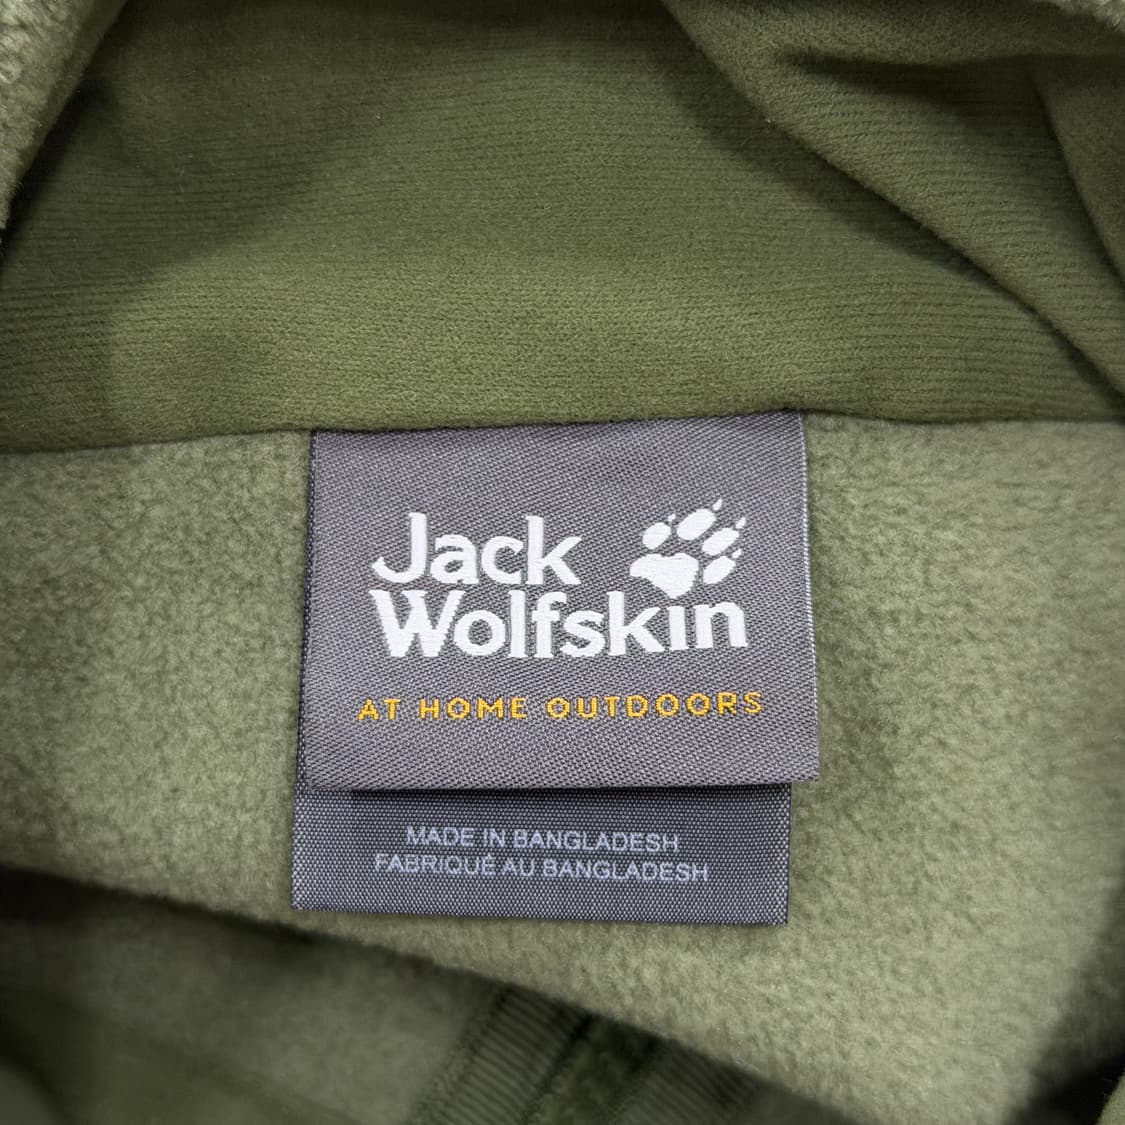 Jack
Wolfskin
AT HOME OUTDOORS
MADE IN BANGLADESH
FABRIQUÉ AU BANGLADESH